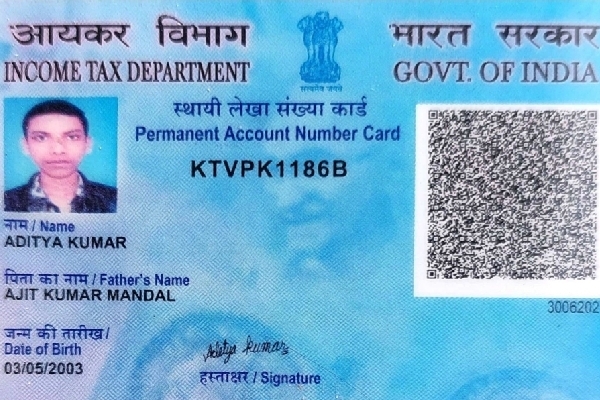 आयकर विभाग
INCOME TAX DEPARTMENT
भारत सरकार
GOVT. OF INDIA
सत्यमेव जयते
स्थायी लेखा संख्या कार्ड
Permanent Account Number Card
KTVPK1186B
नाम / Name
ADITYA KUMAR
पिता का नाम / Father's Name
AJIT KUMAR MANDAL
जन्म की तारीख /
Date of Birth
03/05/2003
Aditya Kumar
हस्ताक्षर / Signature
3006202